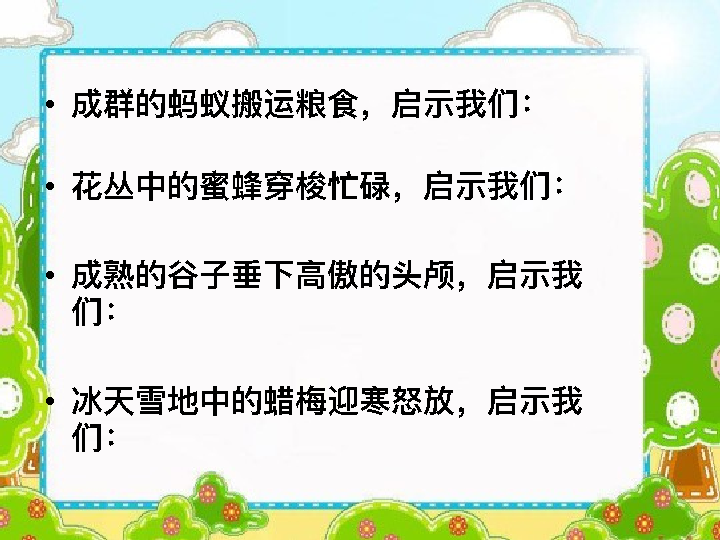 • 成群的蚂蚁搬运粮食，启示我们：
• 花丛中的蜜蜂穿梭忙碌，启示我们：
• 成熟的谷子垂下高傲的头颅，启示我
们：
• 冰天雪地中的蜡梅迎寒怒放，启示我
们：